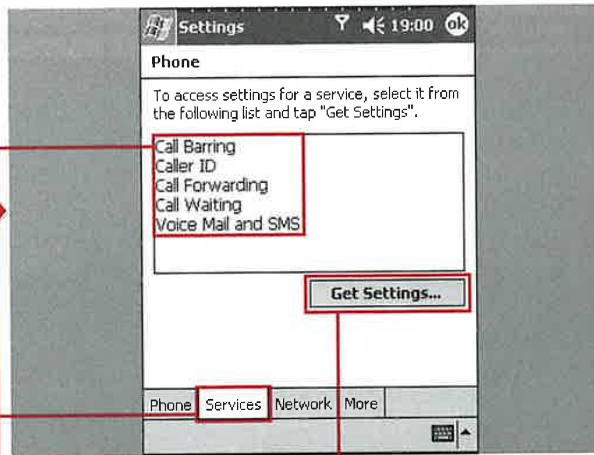 Settings 19:00 ok
Phone
To access settings for a service, select it from
the following list and tap "Get Settings".
Call Barring
Caller ID
Call Forwarding
Call Waiting
Voice Mail and SMS
Get Settings...
Phone Services Network More